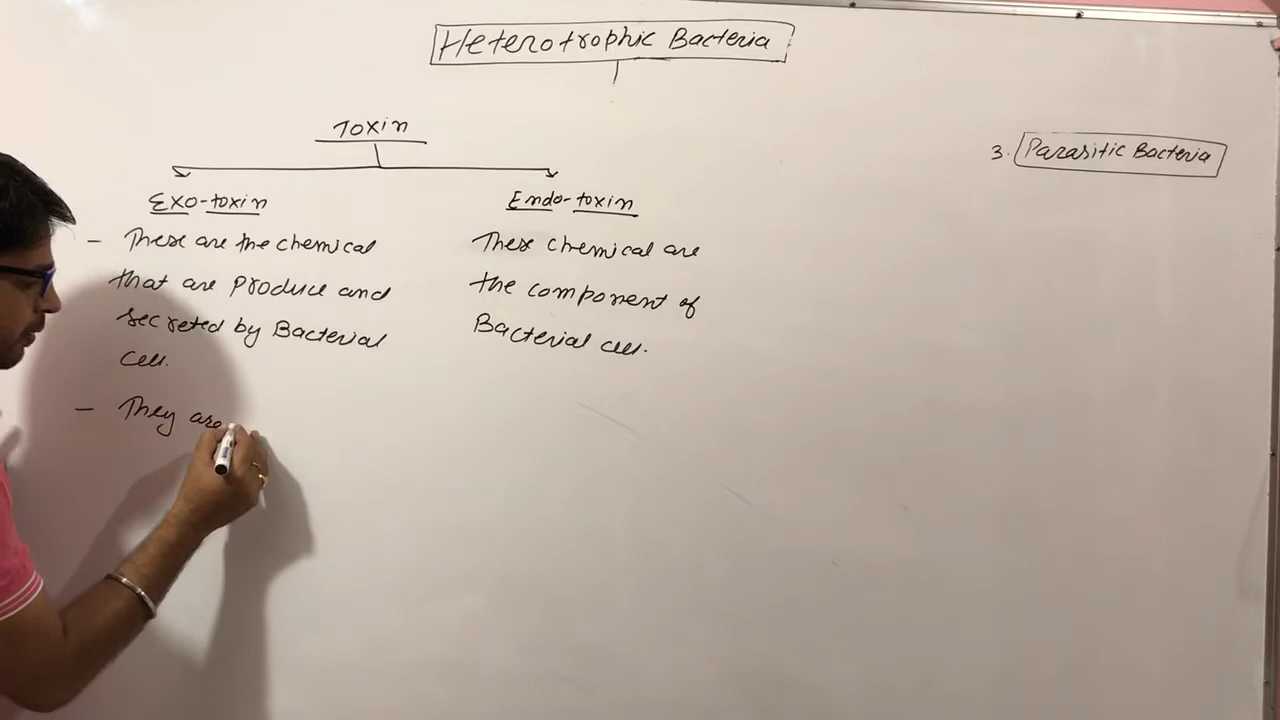 Heterotrophic Bacteria
Toxin
3. Parasitic Bacteria
Exo-toxin
- These are the chemical
that are produce and
secreted by Bacterial
cell.
- They are
Endo-toxin
These chemical are
the component of
Bacterial cell.